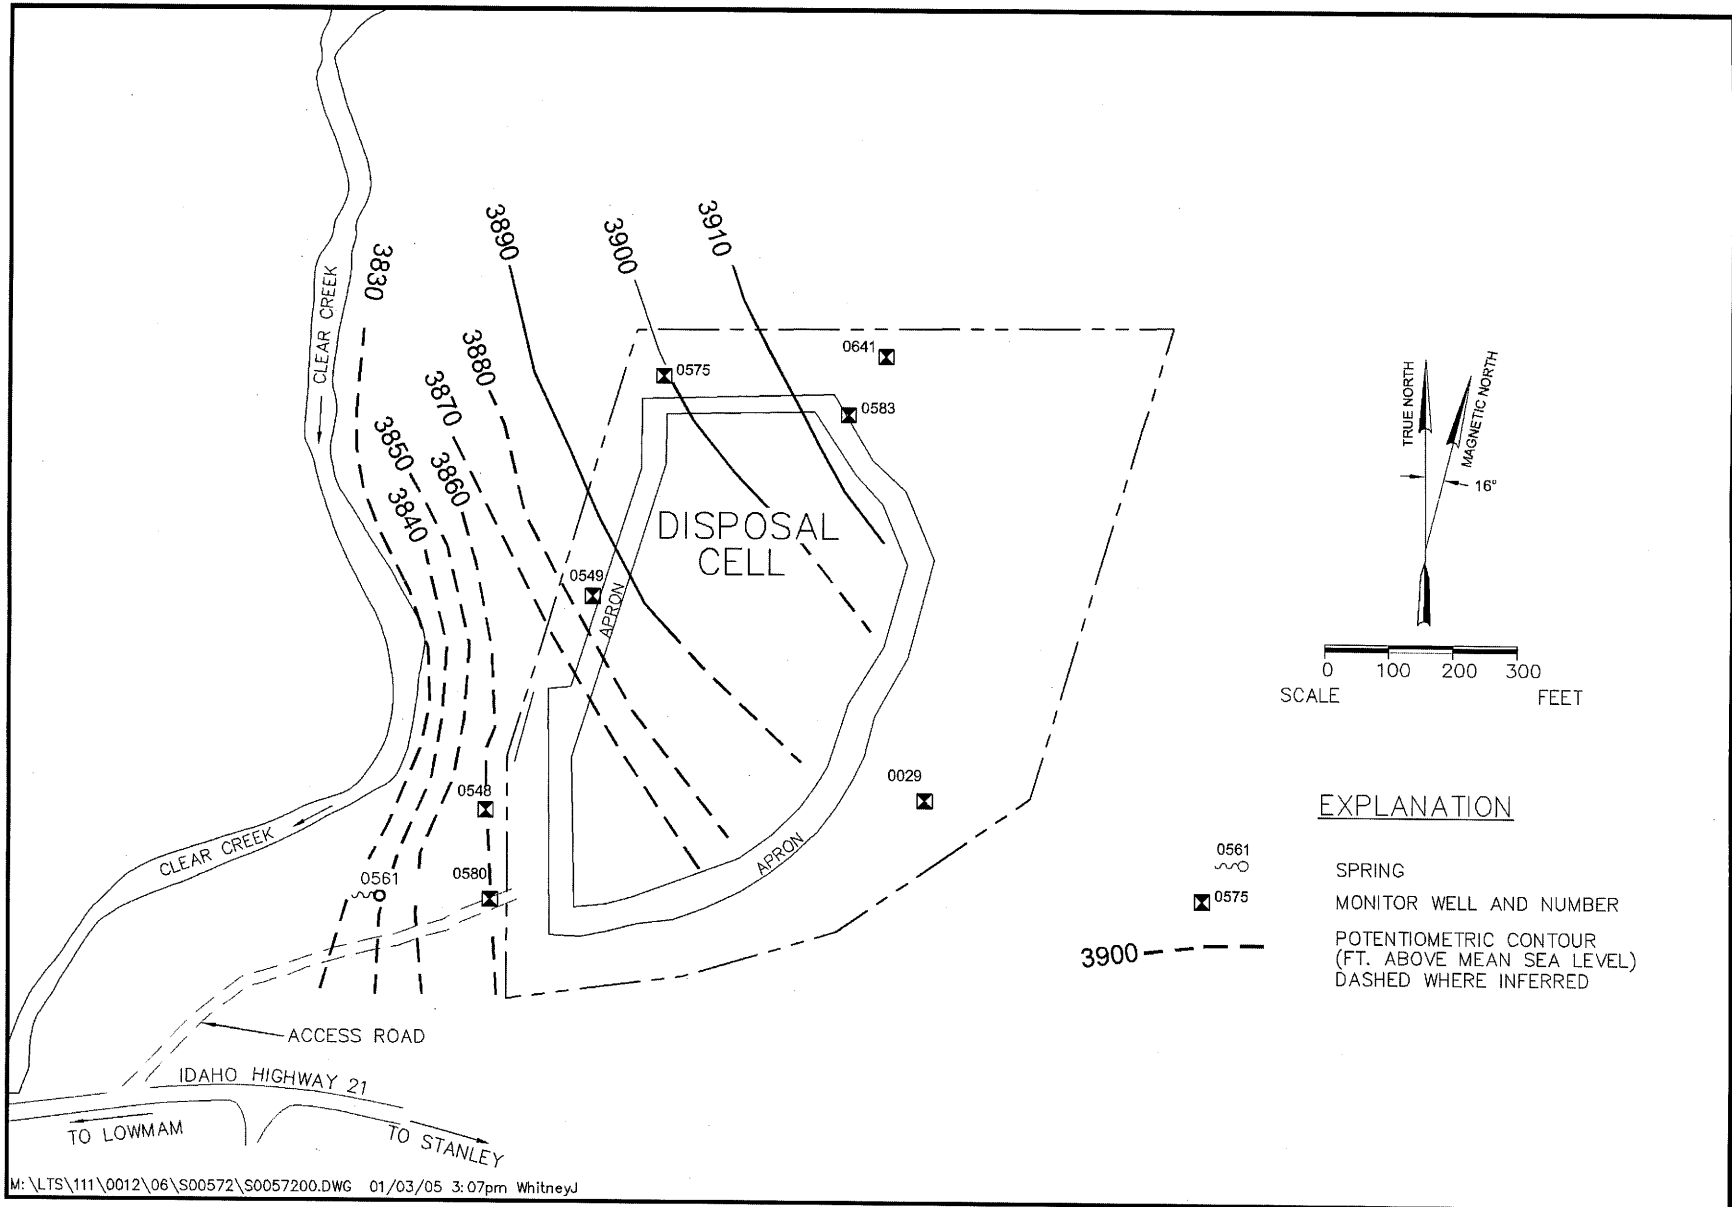 3890
3900
3910
3830
CLEAR CREEK
3880
3870
3850
3860
3840
0641
0575
0583
DISPOSAL
CELL
0549
APRON
0029
0548
APRON
CLEAR CREEK
0561
0580
ACCESS ROAD
IDAHO HIGHWAY 21
TO LOWMAM
TO STANLEY
TRUE NORTH
MAGNETIC NORTH
16°
0 100 200 300
SCALE FEET
EXPLANATION
0561
SPRING
0575
MONITOR WELL AND NUMBER
3900
POTENTIOMETRIC CONTOUR
(FT. ABOVE MEAN SEA LEVEL)
DASHED WHERE INFERRED
M:\LTS\111\0012\06\S00572\S0057200.DWG 01/03/05 3:07pm WhitneyJ